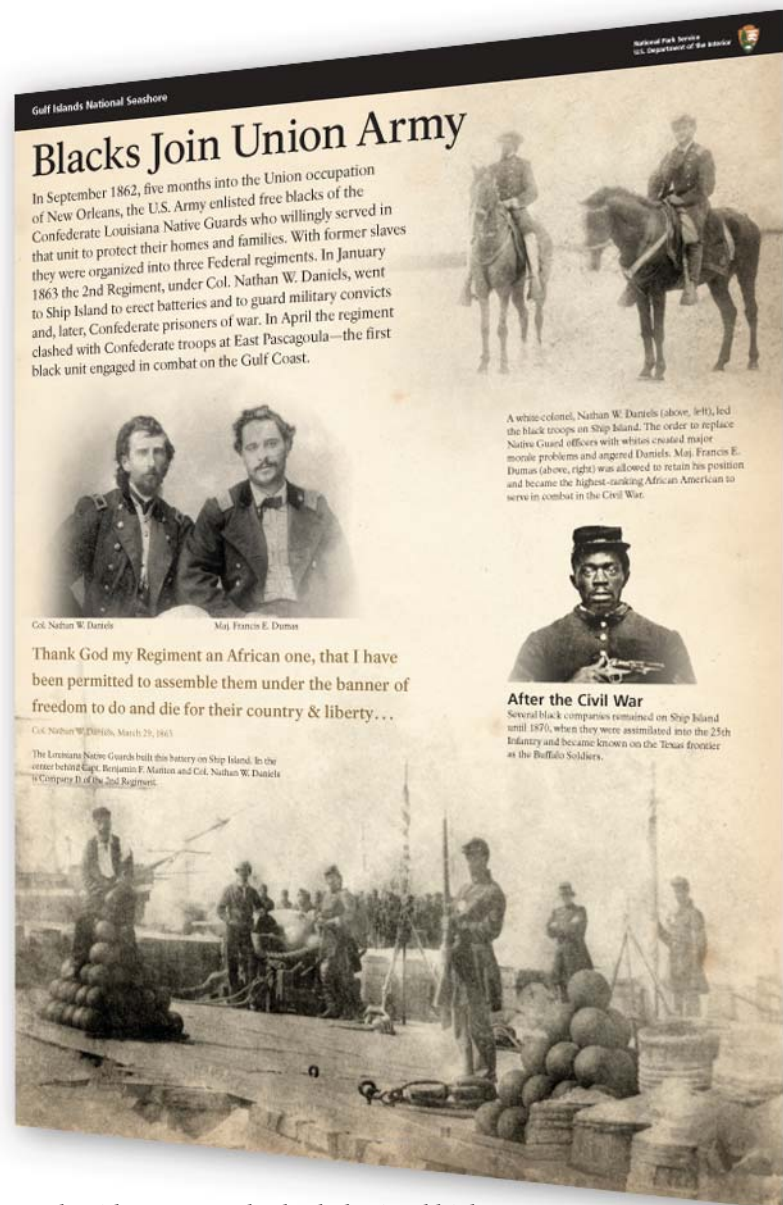 Gulf Islands National Seashore
National Park Service
U.S. Department of the Interior
Blacks Join Union Army
In September 1862, five months into the Union occupation
of New Orleans, the U.S. Army enlisted free blacks of the
Confederate Louisiana Native Guards who willingly served in
that unit to protect their homes and families. With former slaves
they were organized into three Federal regiments. In January
1863 the 2nd Regiment, under Col. Nathan W. Daniels, went
to Ship Island to erect batteries and to guard military convicts
and, later, Confederate prisoners of war. In April the regiment
clashed with Confederate troops at East Pascagoula—the first
black unit engaged in combat on the Gulf Coast.
A white colonel, Nathan W. Daniels (above, left), led
the black troops on Ship Island. The order to replace
Native Guard officers with whites created major
morale problems and angered Daniels. Maj. Francis E.
Dumas (above, right) was allowed to retain his position
and became the highest-ranking African American to
serve in combat in the Civil War.
Col. Nathan W. Daniels
Maj. Francis E. Dumas
Thank God my Regiment an African one, that I have
been permitted to assemble them under the banner of
freedom to do and die for their country & liberty…
Col. Nathan W. Daniels, March 29, 1863
After the Civil War
Several black companies remained on Ship Island
until 1870, when they were assimilated into the 25th
Infantry and became known on the Texas frontier
as the Buffalo Soldiers.
The Louisiana Native Guards built this battery on Ship Island. In the
center behind Capt. Benjamin F. and Col. Nathan W. Daniels
is Company D of the 2nd Regiment.